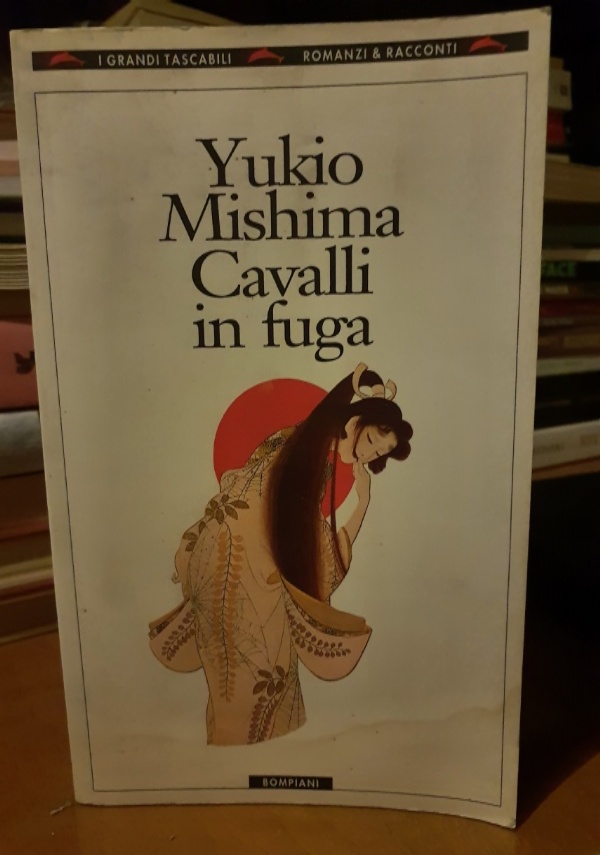 I GRANDI TASCABILI ROMANZI & RACCONTI
Yukio
Mishima
Cavalli
in fuga
BOMPIANI